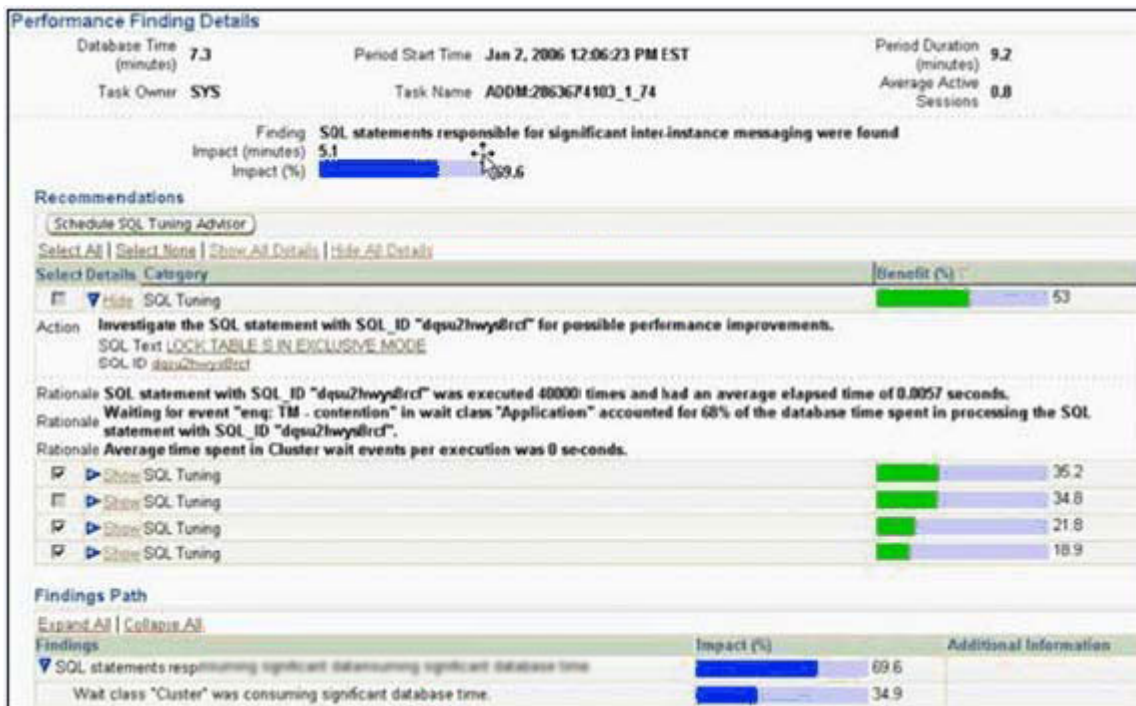 Performance Finding Details
Database Time (minutes) 7.3
Period Start Time Jan 2, 2006 12:06:23 PM EST
Period Duration (minutes) 9.2
Task Owner SYS
Task Name ADDM:2863674103_1_74
Average Active Sessions 0.8
Finding SQL statements responsible for significant inter-instance messaging were found
Impact (minutes) 5.1
Impact (%) 69.6
Recommendations
Schedule SQL Tuning Advisor
Select All | Select None | Show All Details | Hide All Details
Select Details Category Benefit (%)
Hide SQL Tuning 53
Action Investigate the SQL statement with SQL_ID "dqsu2hwys8rcf" for possible performance improvements.
SQL Text LOCK TABLE S IN EXCLUSIVE MODE
SQL ID dqsu2hwys8rcf
Rationale SQL statement with SQL_ID "dqsu2hwys8rcf" was executed 40000 times and had an average elapsed time of 0.0057 seconds.
Rationale Waiting for event "enq: TM - contention" in wait class "Application" accounted for 68% of the database time spent in processing the SQL
statement with SQL_ID "dqsu2hwys8rcf".
Rationale Average time spent in Cluster wait events per execution was 0 seconds.
Show SQL Tuning 35.2
Show SQL Tuning 34.8
Show SQL Tuning 21.8
Show SQL Tuning 18.9
Findings Path
Expand All | Collapse All
Findings Impact (%) Additional Information
SQL statements 69.6
Wait class "Cluster" was consuming significant database time. 34.9